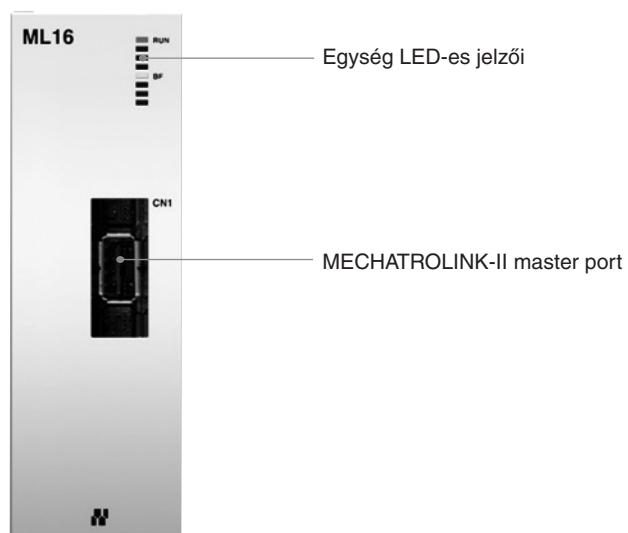 ML16
RUN
Egység LED-es jelzői
BF
CN1
MECHATROLINK-II master port